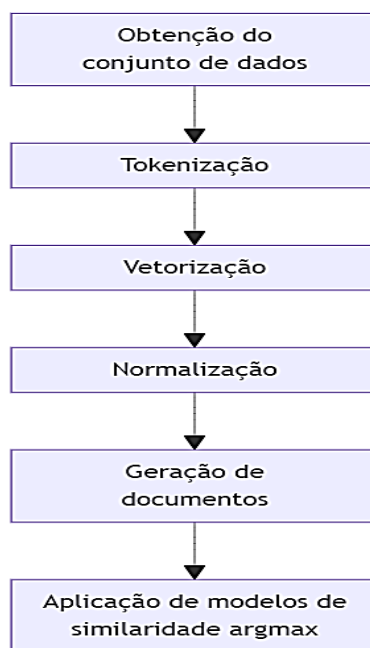 Obtenção do
conjunto de dados
Tokenização
Vetorização
Normalização
Geração de
documentos
Aplicação de modelos de
similaridade argmax